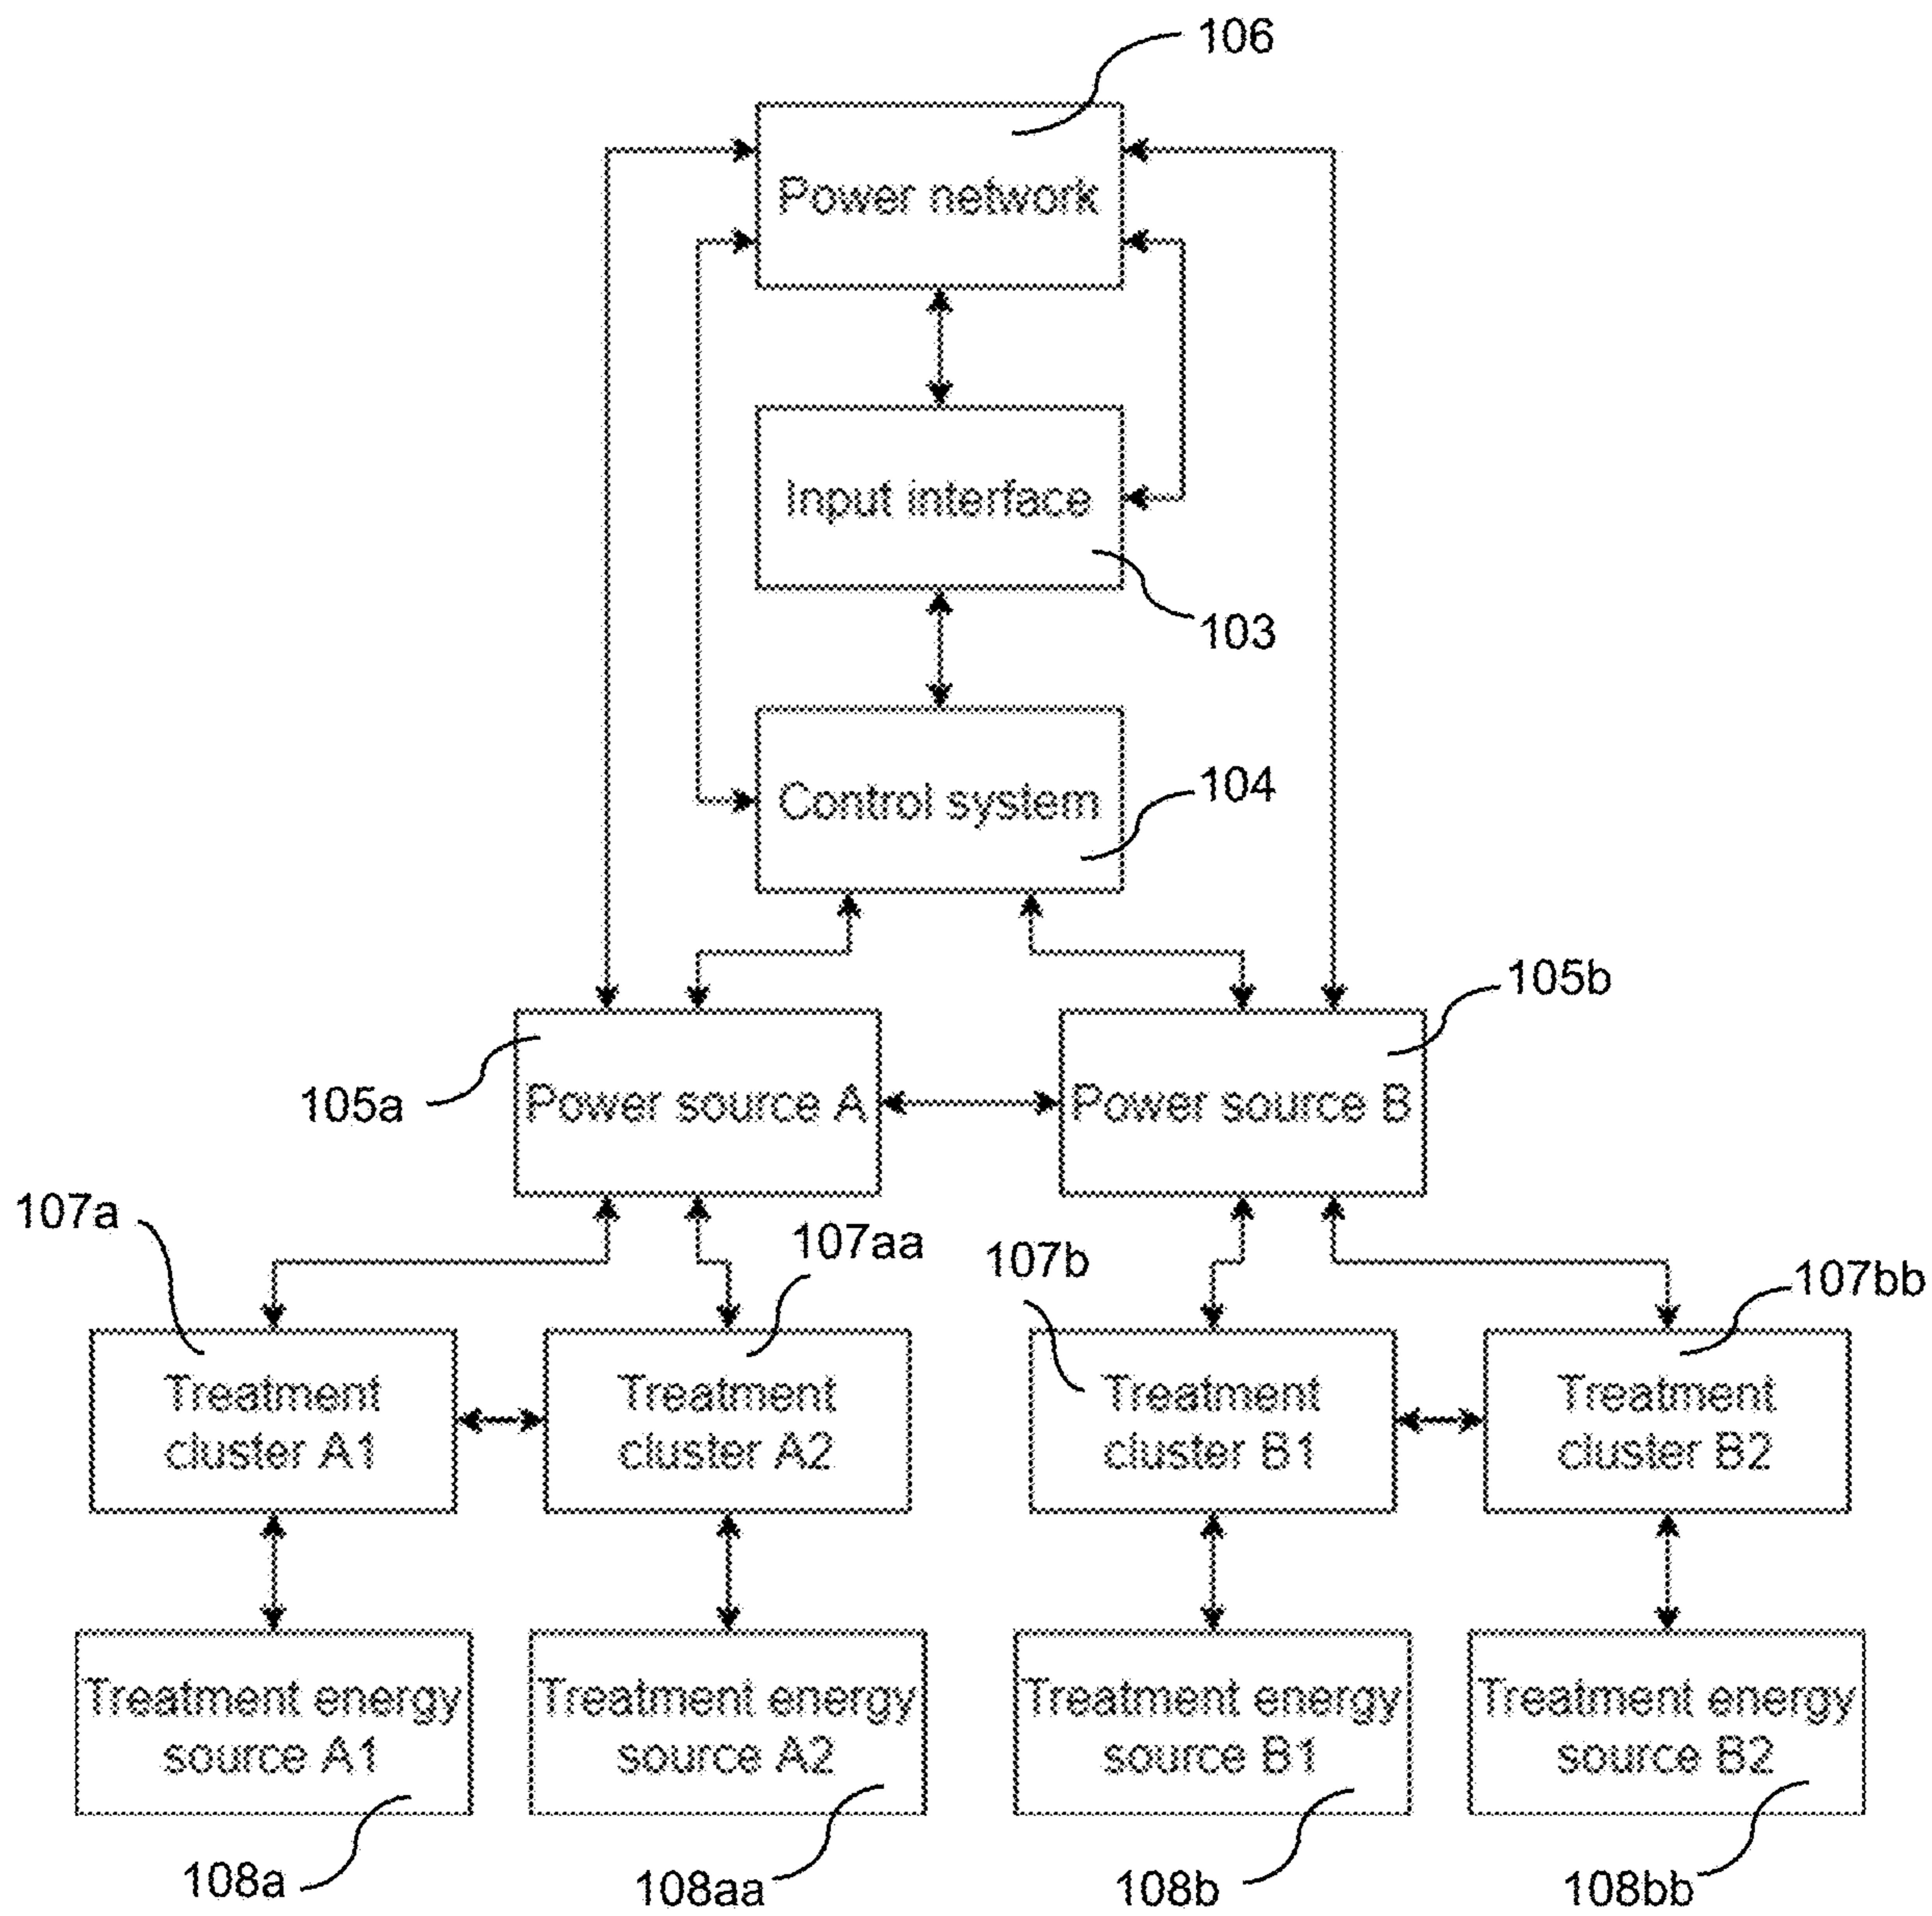 106
Power network
Input interface
103
Control system
104
105b
105a
Power source A
Power source B
107a
107aa
107b
107bb
Treatment
cluster A1
Treatment
cluster A2
Treatment
cluster B1
Treatment
cluster B2
Treatment energy
source A1
Treatment energy
source A2
Treatment energy
source B1
Treatment energy
source B2
108a
108aa
108b
108bb